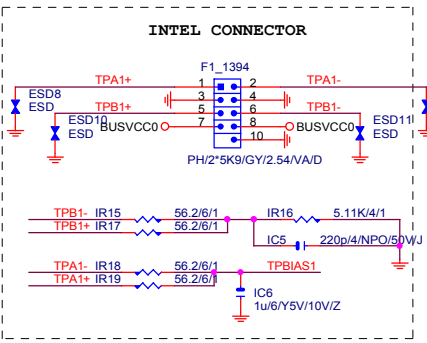 INTEL CONNECTOR
F1_1394
TPA1+ 1 2 TPA1-
ESD8
ESD
3 4
TPB1+ 5 6 TPB1-
ESD10
ESD
BUSVCC0 7 8 BUSVCC0
ESD11
ESD
10
PH/2*5K9/GY/2.54/VA/D
TPB1- IR15 56.2/6/1 IR16 5.11K/4/1
TPB1+ IR17 56.2/6/1
IC5 220p/4/NPO/50V/J
TPA1- IR18 56.2/6/1 TPBIAS1
TPA1+ IR19 56.2/6/1
IC6
1u/6/Y5V/10V/Z